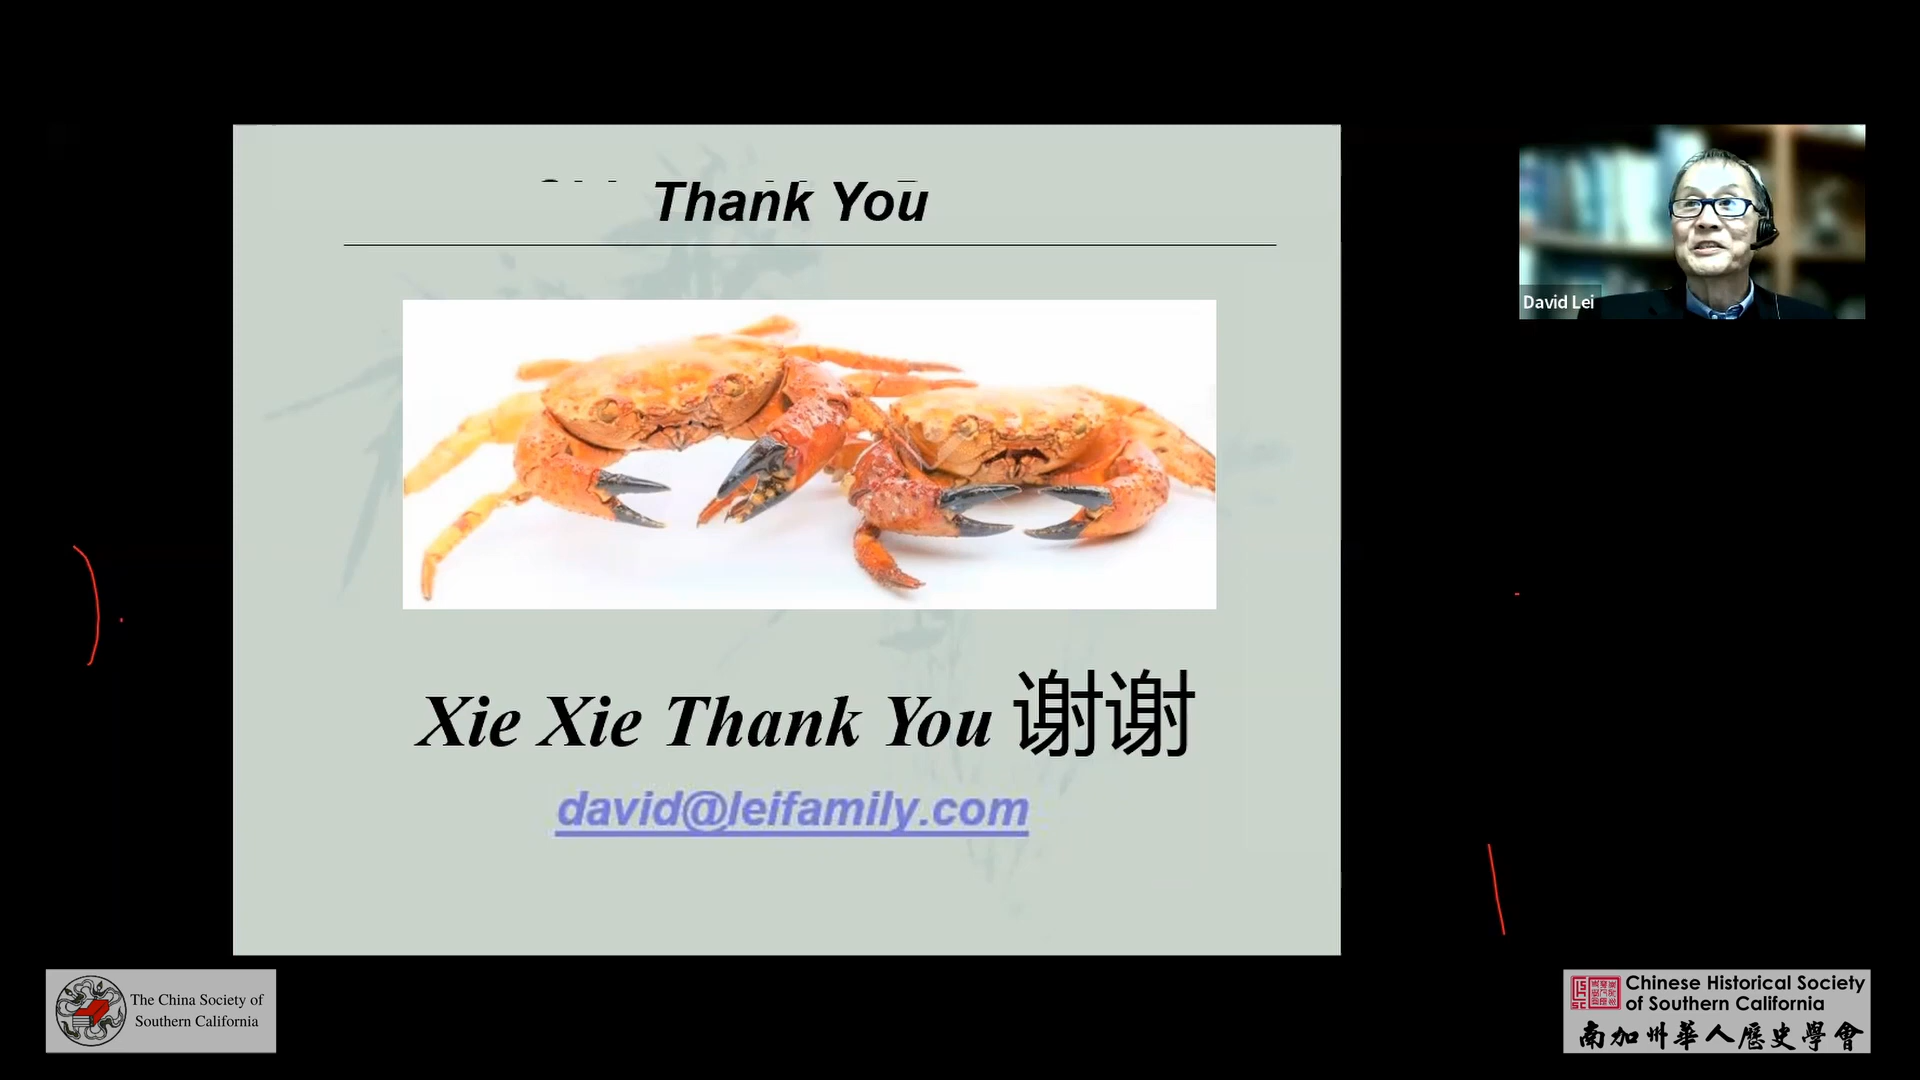 Thank You
Xie Xie Thank You 谢谢
david@leifamily.com
David Lei
The China Society of
Southern California
Chinese Historical Society
of Southern California
南加州華人歷史學會